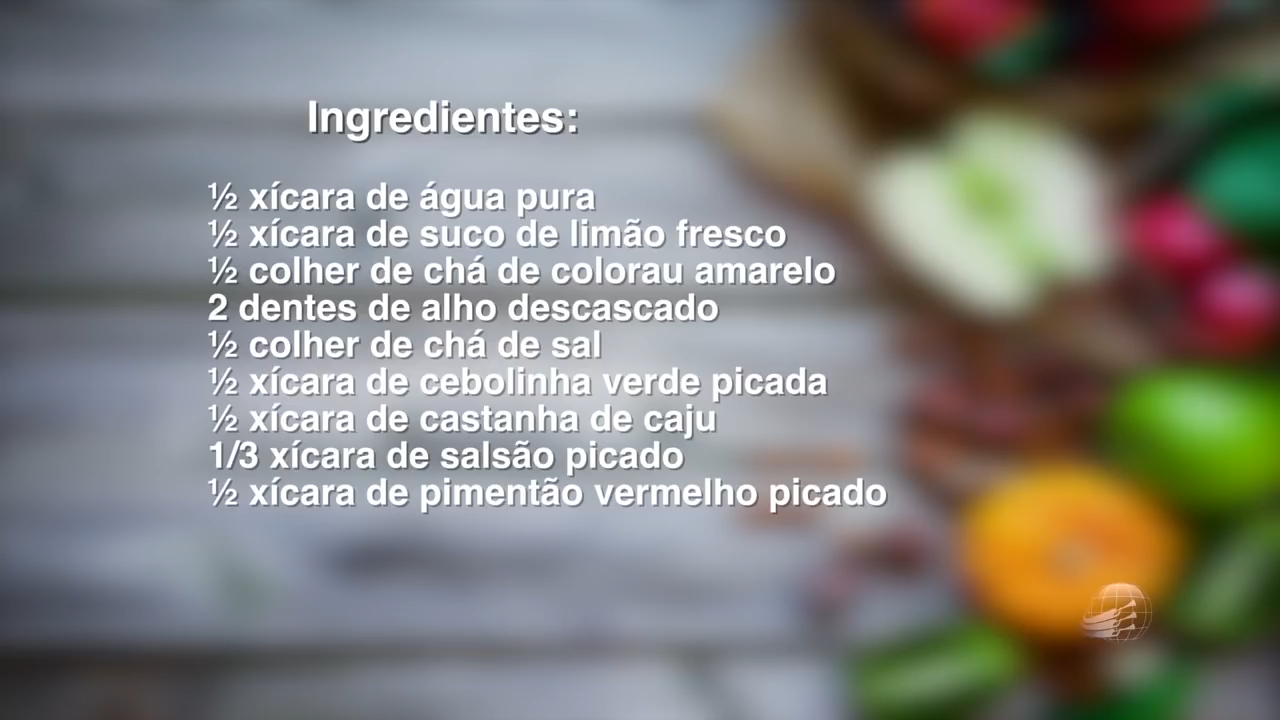 Ingredientes:
½ xícara de água pura
½ xícara de suco de limão fresco
½ colher de chá de colorau amarelo
2 dentes de alho descascado
½ colher de chá de sal
½ xícara de cebolinha verde picada
½ xícara de castanha de caju
1/3 xícara de salsão picado
½ xícara de pimentão vermelho picado